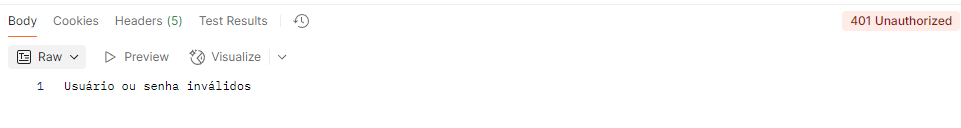 Body Cookies Headers (5) Test Results 401 Unauthorized
Raw Preview Visualize
1 Usuário ou senha inválidos